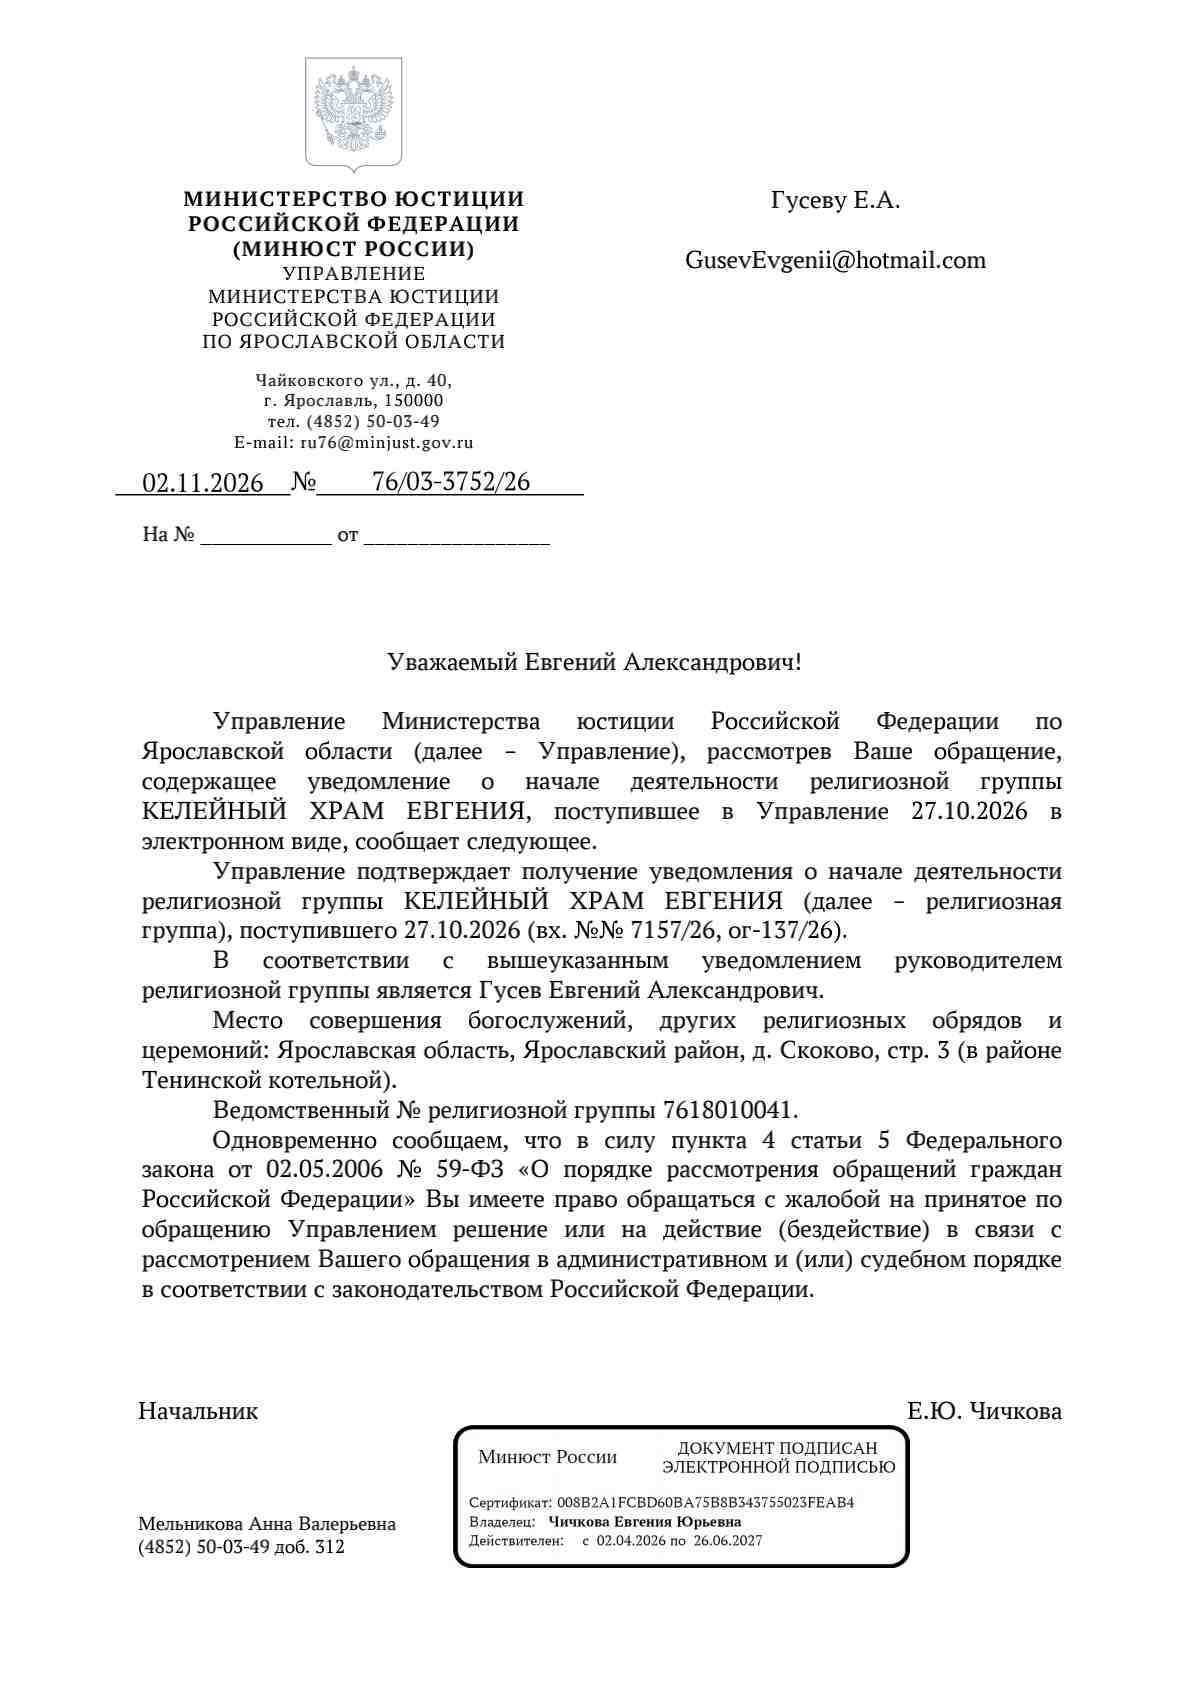 МИНИСТЕРСТВО ЮСТИЦИИ
РОССИЙСКОЙ ФЕДЕРАЦИИ
(МИНЮСТ РОССИИ)
УПРАВЛЕНИЕ
МИНИСТЕРСТВА ЮСТИЦИИ
РОССИЙСКОЙ ФЕДЕРАЦИИ
ПО ЯРОСЛАВСКОЙ ОБЛАСТИ
Чайковского ул., д. 40,
г. Ярославль, 150000
тел. (4852) 50-03-49
E-mail: ru76@minjust.gov.ru
02.11.2026 № 76/03-3752/26
На № ____________ от _________________
Гусеву Е.А.
GusevEvgenii@hotmail.com
Уважаемый Евгений Александрович!
Управление Министерства юстиции Российской Федерации по
Ярославской области (далее – Управление), рассмотрев Ваше обращение,
содержащее уведомление о начале деятельности религиозной группы
КЕЛЕЙНЫЙ ХРАМ ЕВГЕНИЯ, поступившее в Управление 27.10.2026 в
электронном виде, сообщает следующее.
Управление подтверждает получение уведомления о начале деятельности
религиозной группы КЕЛЕЙНЫЙ ХРАМ ЕВГЕНИЯ (далее – религиозная
группа), поступившего 27.10.2026 (вх. №№ 7157/26, ог-137/26).
В соответствии с вышеуказанным уведомлением руководителем
религиозной группы является Гусев Евгений Александрович.
Место совершения богослужений, других религиозных обрядов и
церемоний: Ярославская область, Ярославский район, д. Скоково, стр. 3 (в районе
Тенинской котельной).
Ведомственный № религиозной группы 7618010041.
Одновременно сообщаем, что в силу пункта 4 статьи 5 Федерального
закона от 02.05.2006 № 59-ФЗ «О порядке рассмотрения обращений граждан
Российской Федерации» Вы имеете право обращаться с жалобой на принятое по
обращению Управлением решение или на действие (бездействие) в связи с
рассмотрением Вашего обращения в административном и (или) судебном порядке
в соответствии с законодательством Российской Федерации.
Начальник Е.Ю. Чичкова
Минюст России
ДОКУМЕНТ ПОДПИСАН
ЭЛЕКТРОННОЙ ПОДПИСЬЮ
Сертификат: 008B2A1FCBD60BA75B8B343755023FEAB4
Владелец: Чичкова Евгения Юрьевна
Действителен: с 02.04.2026 по 26.06.2027
Мельникова Анна Валерьевна
(4852) 50-03-49 доб. 312